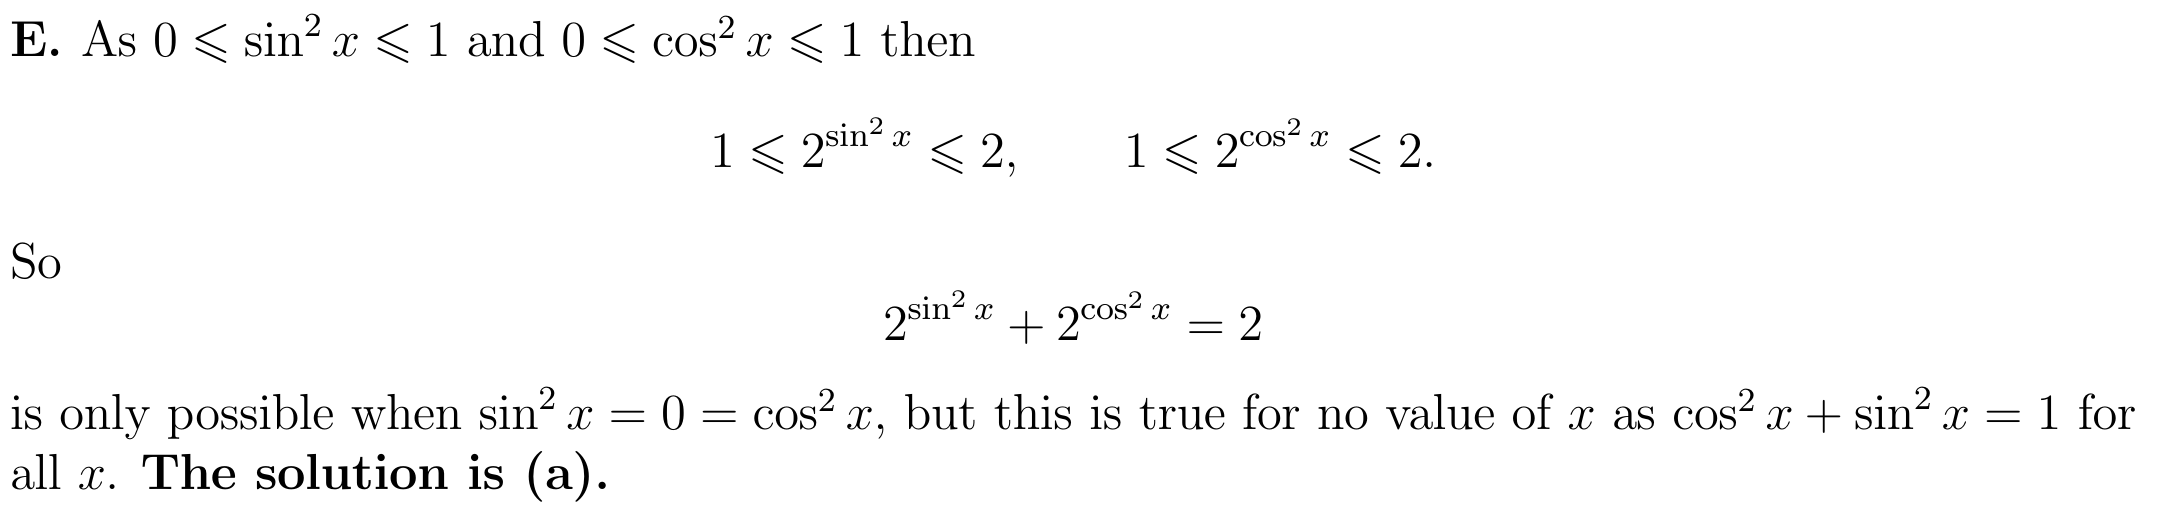 E. As 0 ⩽ sin² x ⩽ 1 and 0 ⩽ cos² x ⩽ 1 then
1 ⩽ 2^{sin² x} ⩽ 2, 1 ⩽ 2^{cos² x} ⩽ 2.
So
2^{sin² x} + 2^{cos² x} = 2
is only possible when sin² x = 0 = cos² x, but this is true for no value of x as cos² x + sin² x = 1 for
all x. The solution is (a).